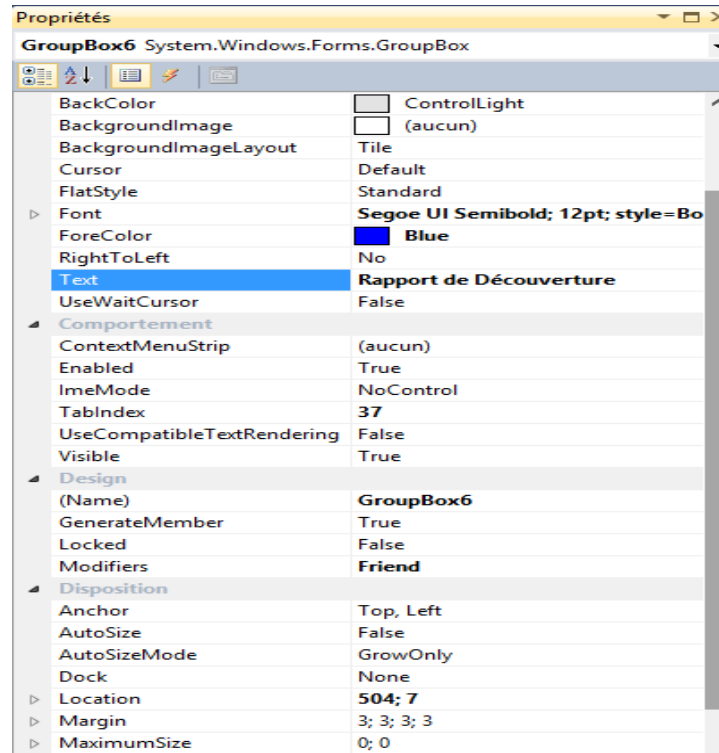 Propriétés
GroupBox6 System.Windows.Forms.GroupBox
BackColor ControlLight
BackgroundImage (aucun)
BackgroundImageLayout Tile
Cursor Default
FlatStyle Standard
Font Segoe UI Semibold; 12pt; style=Bo
ForeColor Blue
RightToLeft No
Text Rapport de Découverture
UseWaitCursor False
Comportement
ContextMenuStrip (aucun)
Enabled True
ImeMode NoControl
TabIndex 37
UseCompatibleTextRendering False
Visible True
Design
(Name) GroupBox6
GenerateMember True
Locked False
Modifiers Friend
Disposition
Anchor Top, Left
AutoSize False
AutoSizeMode GrowOnly
Dock None
Location 504; 7
Margin 3; 3; 3; 3
MaximumSize 0; 0